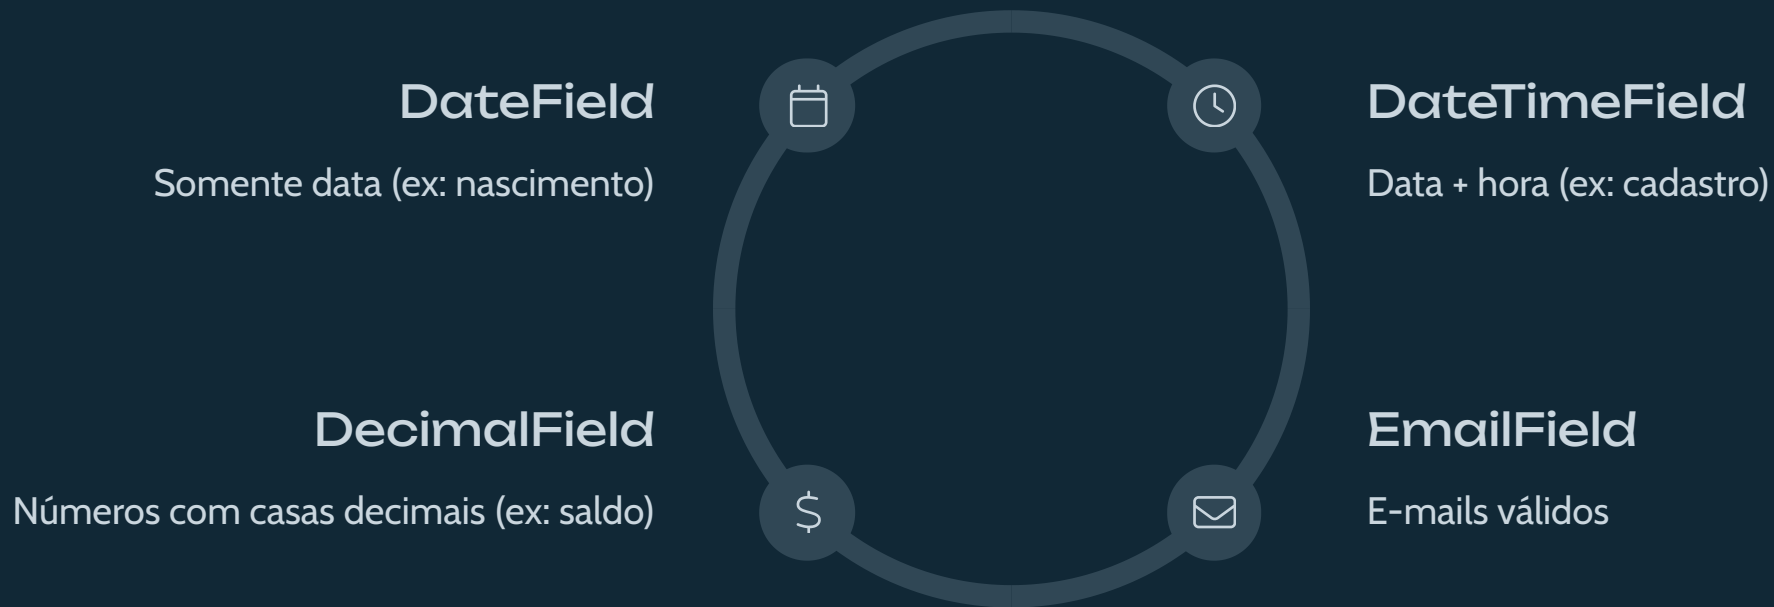 DateField
Somente data (ex: nascimento)
DateTimeField
Data + hora (ex: cadastro)
DecimalField
Números com casas decimais (ex: saldo)
EmailField
E-mails válidos